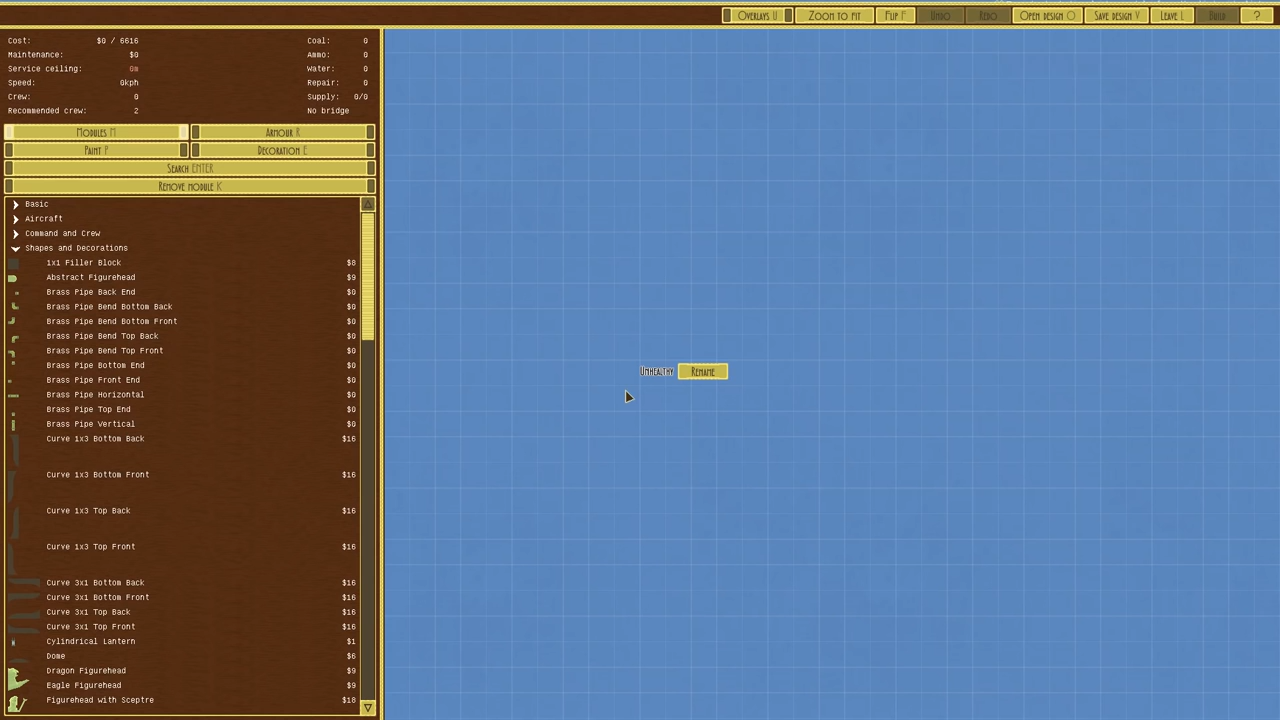 Overlays U Zoom to fit Flip F Undo Redo Open design O Save design V Leave L Build ?
Cost: $0 / 6616 Coal: 0
Maintenance: $0 Ammo: 0
Service ceiling: 0m Water: 0
Speed: 0kph Repair: 0
Crew: 0 Supply: 0/0
Recommended crew: 2 No bridge
Modules M Armour R
Paint P Decoration E
Search ENTER
Remove module K
Basic
Aircraft
Command and Crew
Shapes and Decorations
1x1 Filler Block $8
Abstract Figurehead $9
Brass Pipe Back End $0
Brass Pipe Bend Bottom Back $0
Brass Pipe Bend Bottom Front $0
Brass Pipe Bend Top Back $0
Brass Pipe Bend Top Front $0
Brass Pipe Bottom End $0
Brass Pipe Front End $0
Brass Pipe Horizontal $0
Brass Pipe Top End $0
Brass Pipe Vertical $0
Curve 1x3 Bottom Back $16
Curve 1x3 Bottom Front $16
Curve 1x3 Top Back $16
Curve 1x3 Top Front $16
Curve 3x1 Bottom Back $16
Curve 3x1 Bottom Front $16
Curve 3x1 Top Back $16
Curve 3x1 Top Front $16
Cylindrical Lantern $1
Dome $6
Dragon Figurehead $9
Eagle Figurehead $9
Figurehead with Sceptre $18
Unhealthy Rename